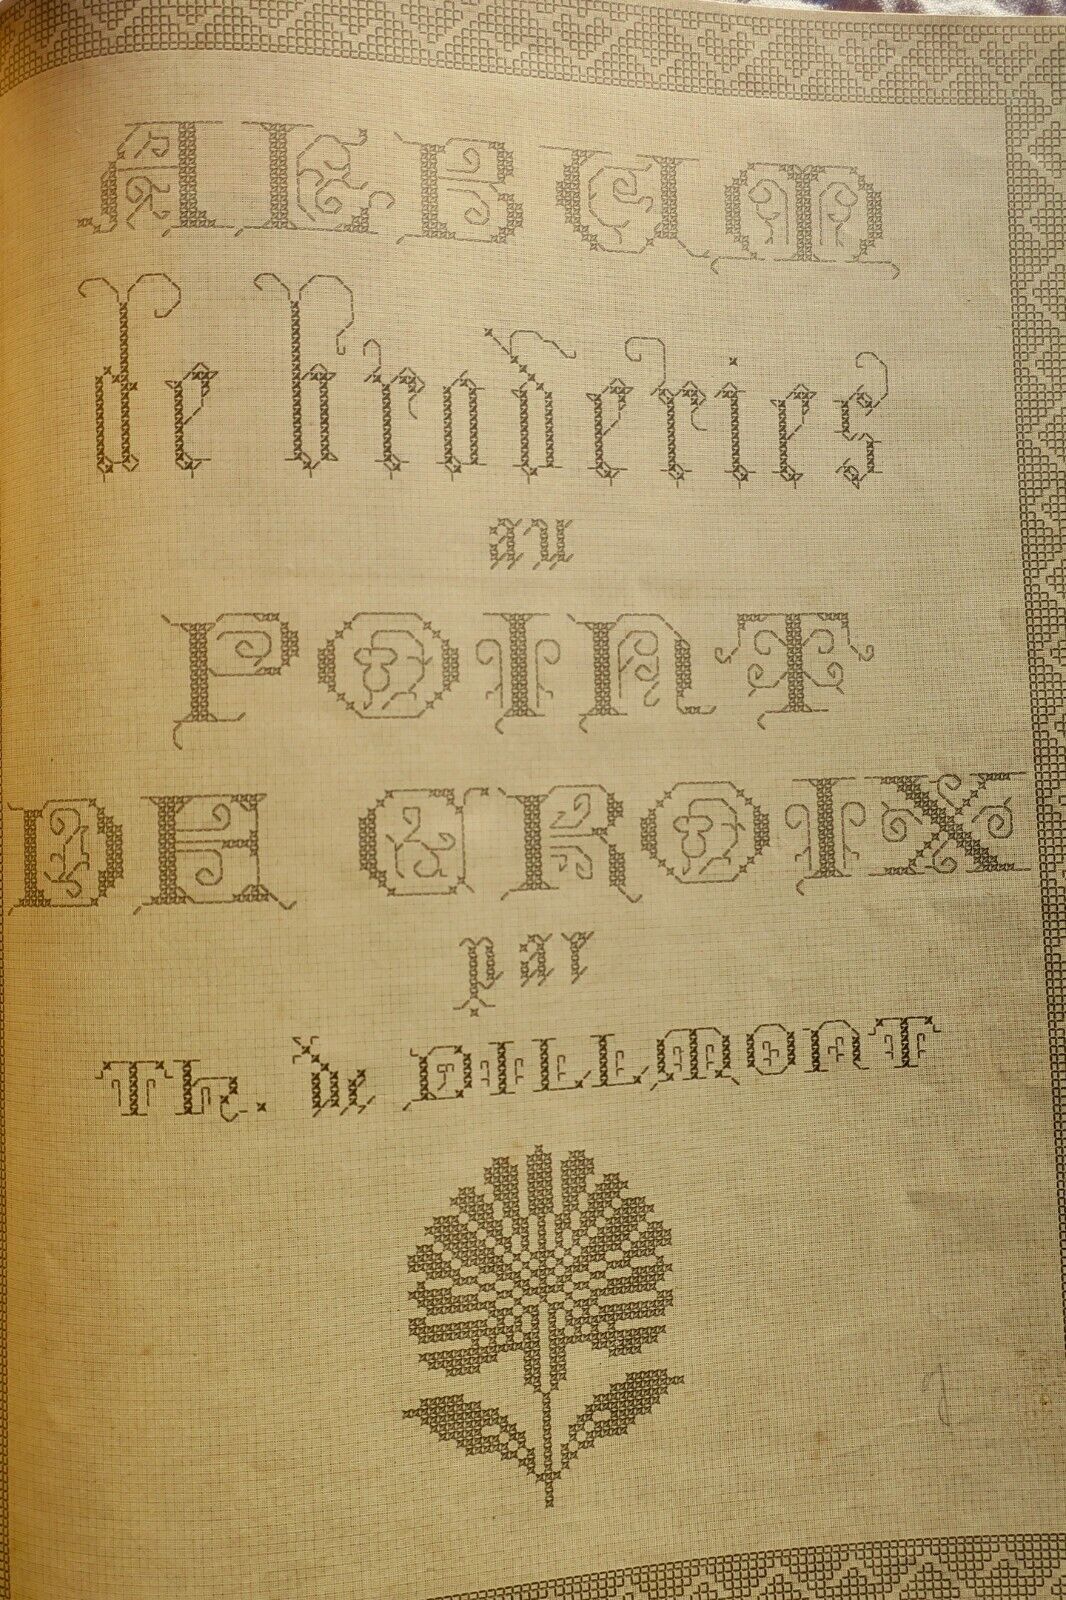 ALBUM
de broderies
au
POINT
DE CROIX
par
TH. de DILLMONT